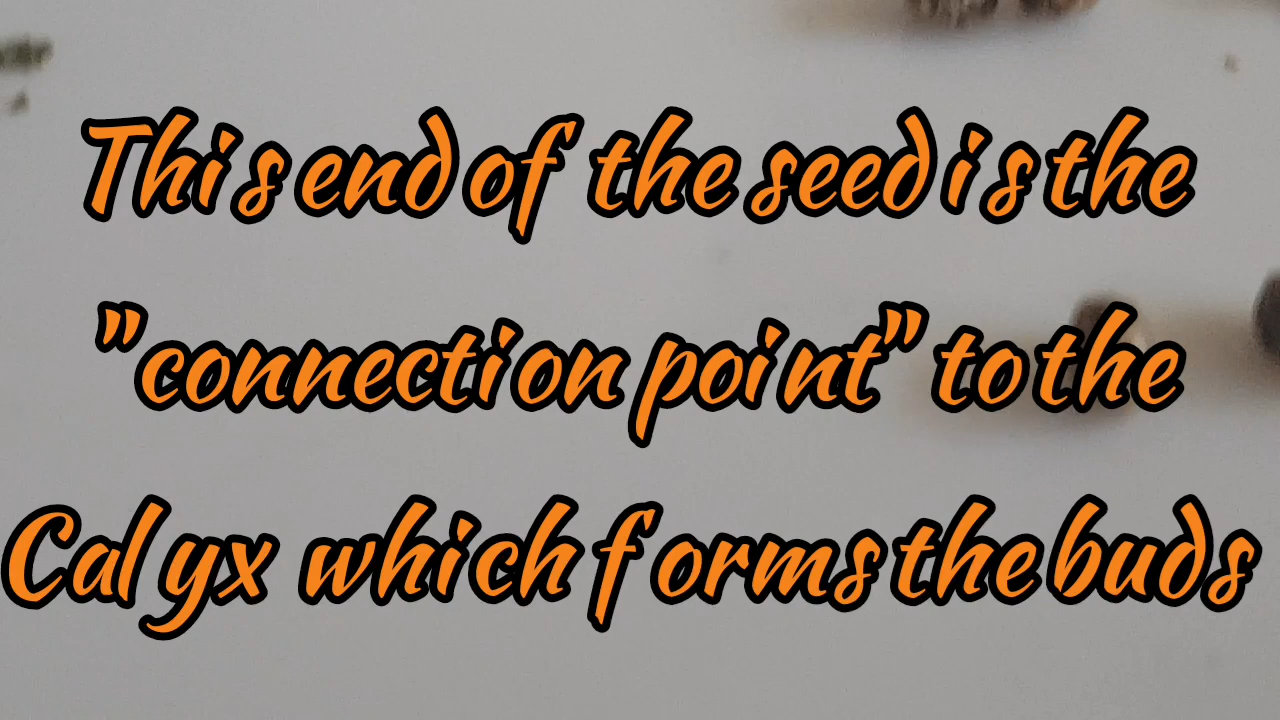 This end of the seed is the
"connection point" to the
Calyx which forms the buds